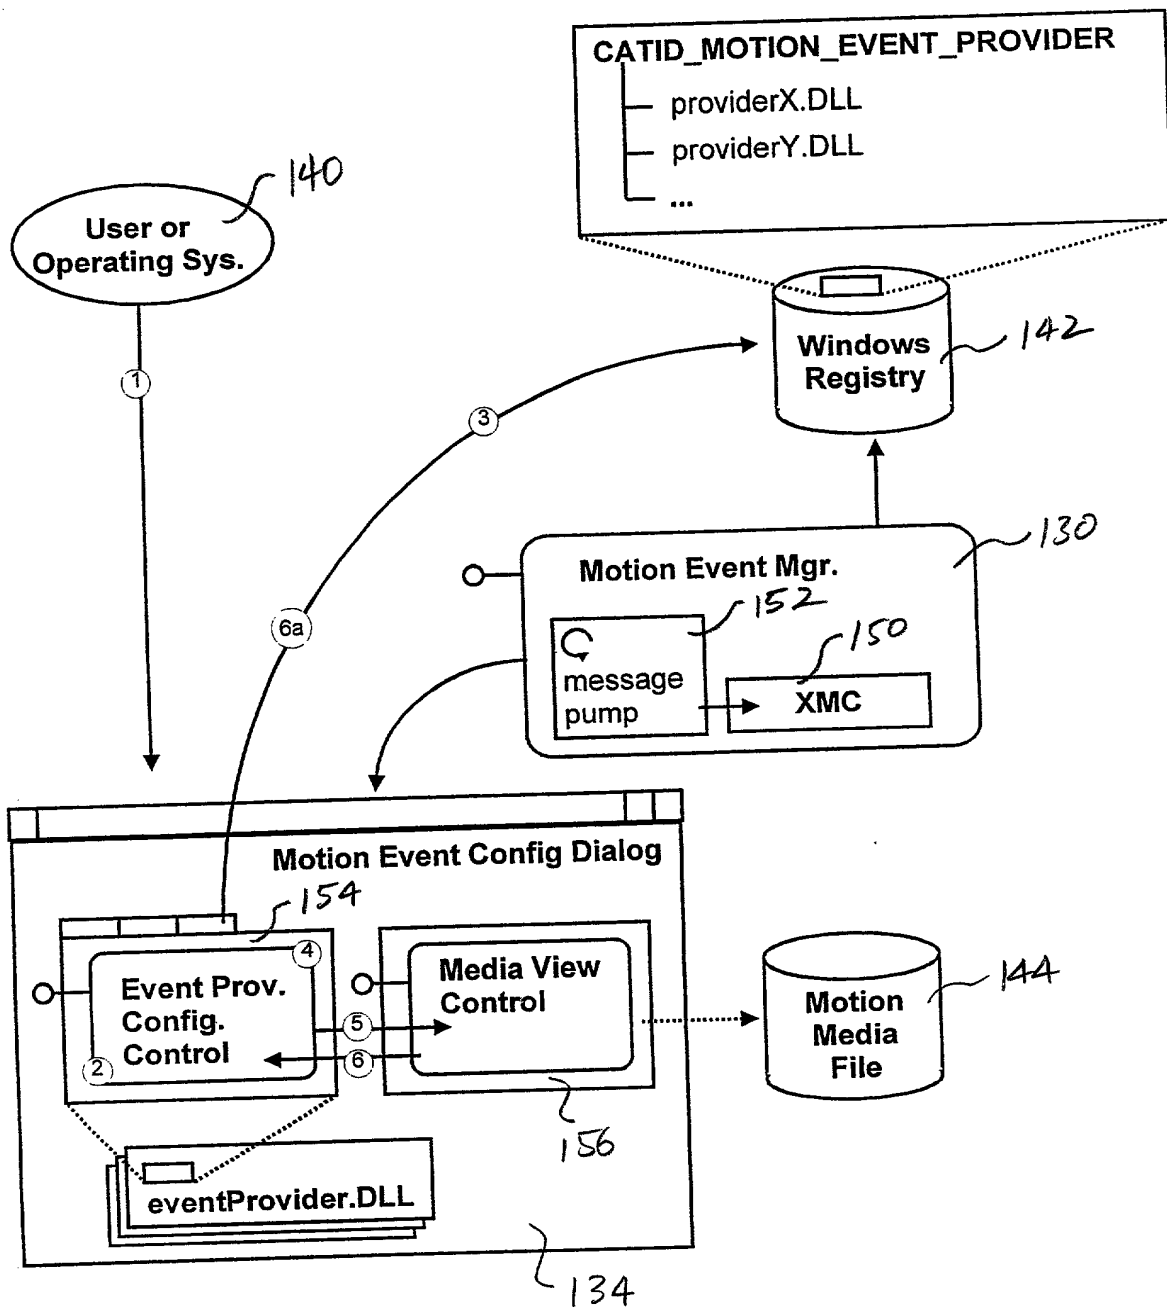 CATID_MOTION_EVENT_PROVIDER
providerX.DLL
providerY.DLL
...
140
User or
Operating Sys.
1
Windows
Registry
142
3
6a
130
Motion Event Mgr.
152
150
message
pump
XMC
Motion Event Config Dialog
154
4
Event Prov.
Config.
Control
2
5
6
Media View
Control
156
Motion
Media
File
144
eventProvider.DLL
134